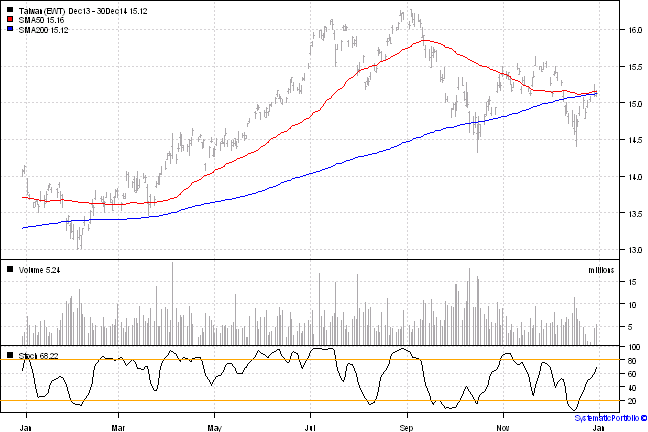 Taiwan (EWT) Dec13 - 30Dec14 15.12
SMA50 15.16
SMA200 15.12
16.0
15.5
15.0
14.5
14.0
13.5
13.0
Volume 5.24
millions
15
10
5
Stoch 68.22
100
80
60
40
20
Jan Mar May Jul Sep Nov Jan
SystematicPortfolio ©